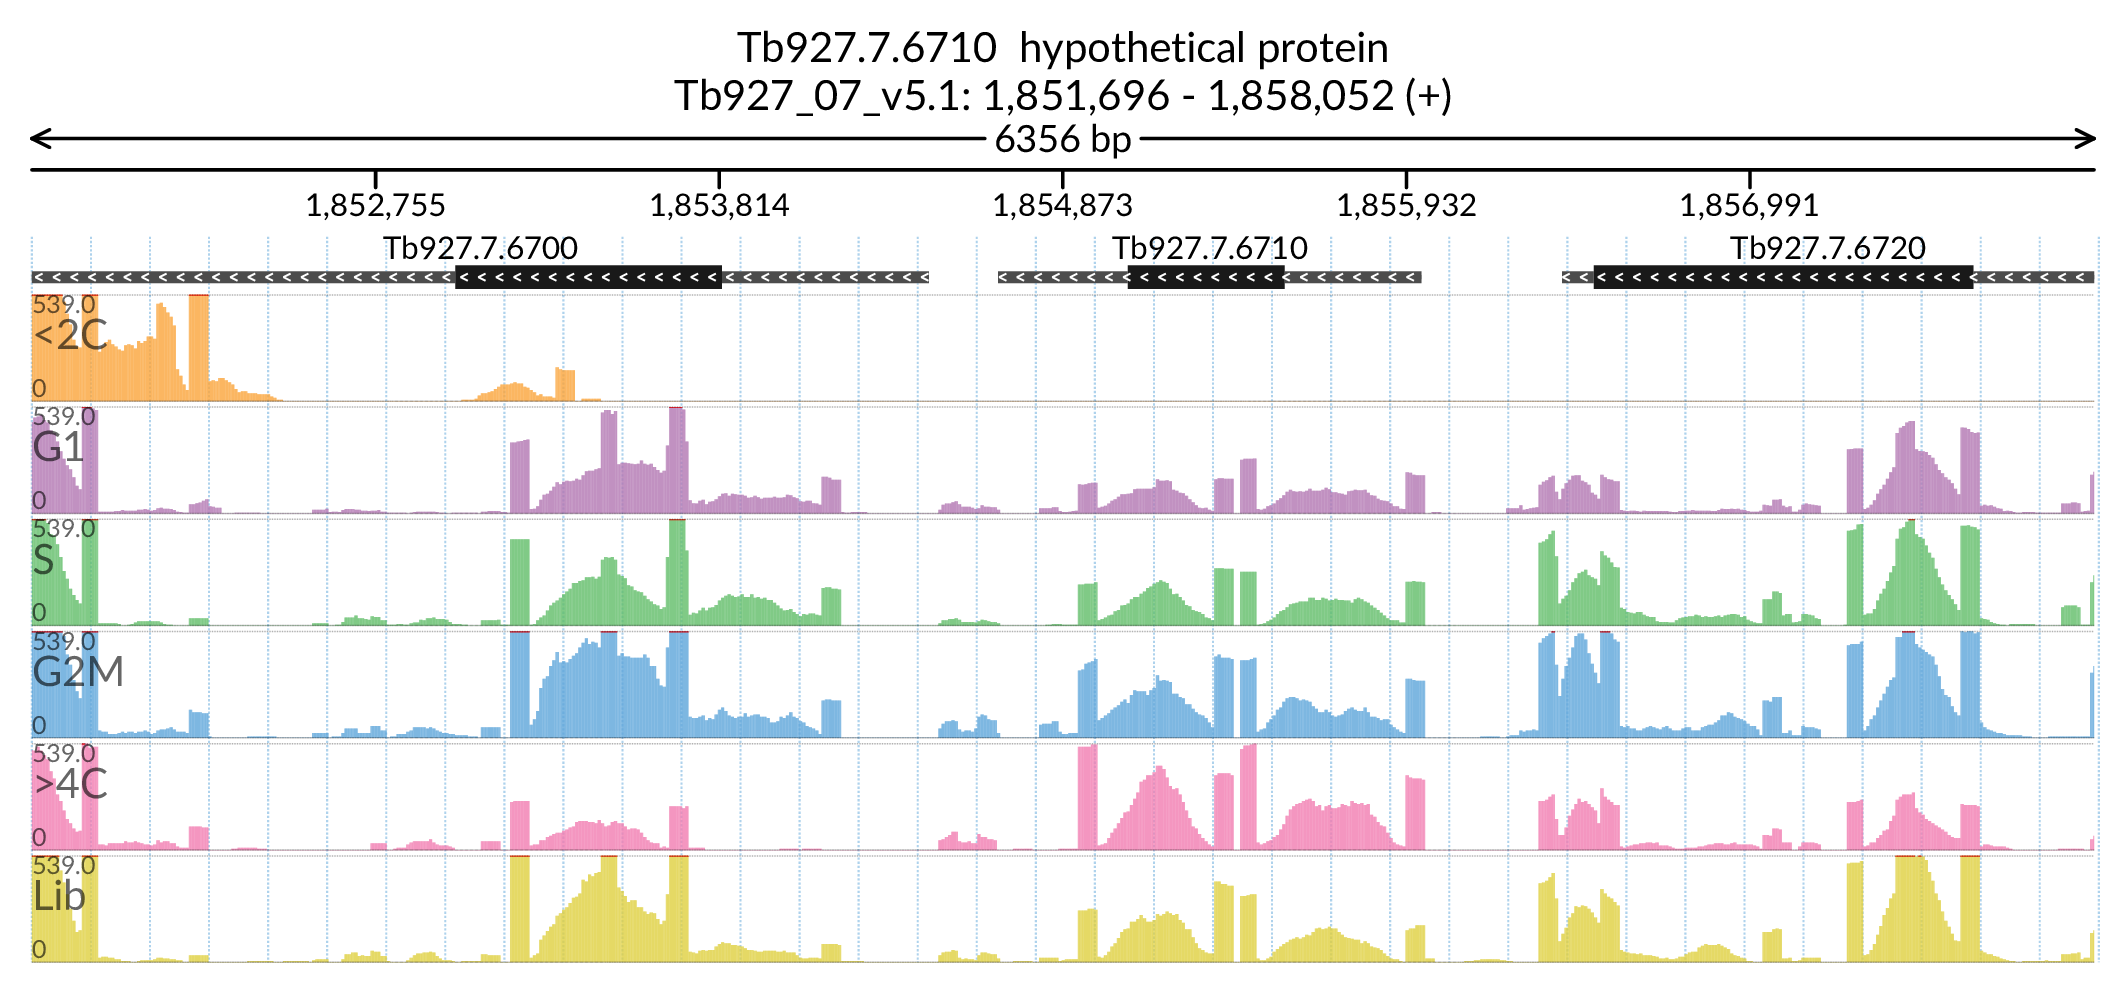 Tb927.7.6710 hypothetical protein
Tb927_07_v5.1: 1,851,696 - 1,858,052 (+)
6356 bp
1,852,755 1,853,814 1,854,873 1,855,932 1,856,991
Tb927.7.6700 Tb927.7.6710 Tb927.7.6720
539.0
<2C
0
539.0
G1
0
539.0
S
0
539.0
G2M
0
539.0
>4C
0
539.0
Lib
0